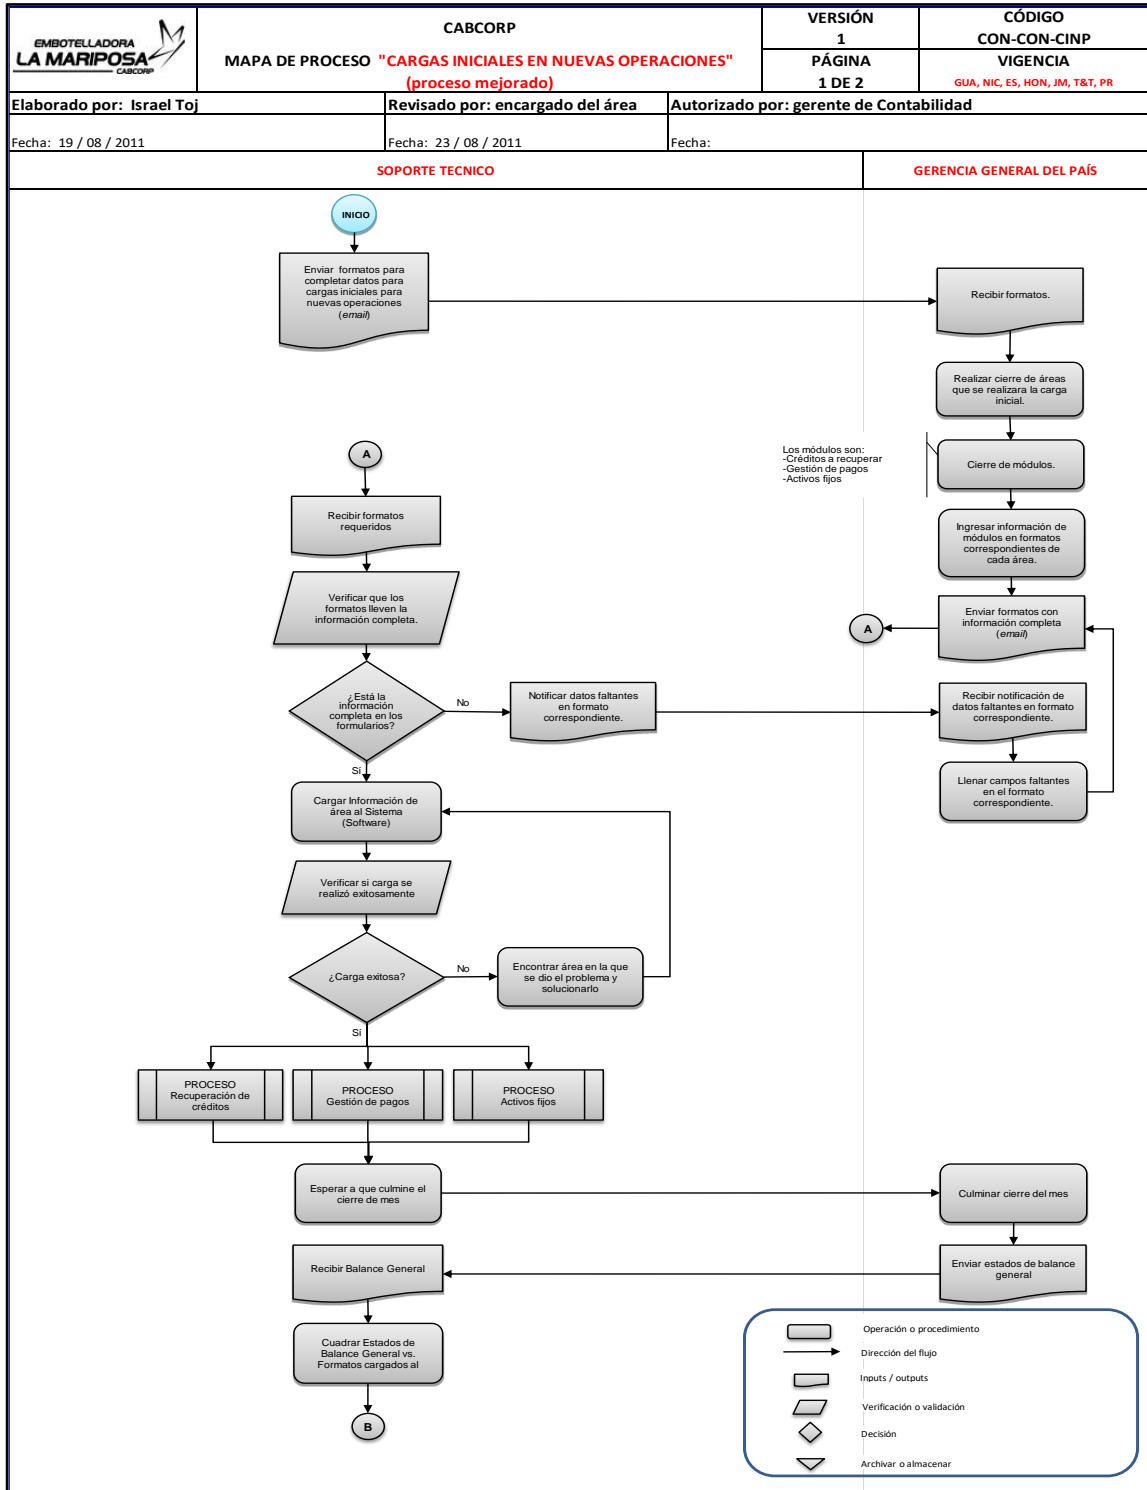 EMBOTELLADORA
LA MARIPOSA
CABCORP
CABCORP
MAPA DE PROCESO "CARGAS INICIALES EN NUEVAS OPERACIONES"
(proceso mejorado)
VERSIÓN
1
CÓDIGO
CON-CON-CINP
PÁGINA
1 DE 2
VIGENCIA
GUA, NIC, ES, HON, JM, T&T, PR
Elaborado por: Israel Toj
Revisado por: encargado del área
Autorizado por: gerente de Contabilidad
Fecha: 19 / 08 / 2011
Fecha: 23 / 08 / 2011
Fecha:
SOPORTE TECNICO
GERENCIA GENERAL DEL PAÍS
INICIO
Enviar formatos para
completar datos para
cargas iniciales para
nuevas operaciones
(email)
Recibir formatos.
Realizar cierre de áreas
que se realizara la carga
inicial.
Los módulos son:
-Créditos a recuperar
-Gestión de pagos
-Activos fijos
Cierre de módulos.
A
Recibir formatos
requeridos
Ingresar información de
módulos en formatos
correspondientes de
cada área.
Verificar que los
formatos lleven la
información completa.
Enviar formatos con
información completa
(email)
A
¿Está la
información
completa en los
formularios?
No
Notificar datos faltantes
en formato
correspondiente.
Recibir notificación de
datos faltantes en formato
correspondiente.
Sí
Llenar campos faltantes
en el formato
correspondiente.
Cargar Información de
área al Sistema
(Software)
Verificar si carga se
realizó exitosamente
¿Carga exitosa?
No
Encontrar área en la que
se dio el problema y
solucionarlo
Sí
PROCESO
Recuperación de
créditos
PROCESO
Gestión de pagos
PROCESO
Activos fijos
Esperar a que culmine el
cierre de mes
Culminar cierre del mes
Recibir Balance General
Enviar estados de balance
general
Cuadrar Estados de
Balance General vs.
Formatos cargados al
B
Operación o procedimiento
Dirección del flujo
Inputs / outputs
Verificación o validación
Decisión
Archivar o almacenar